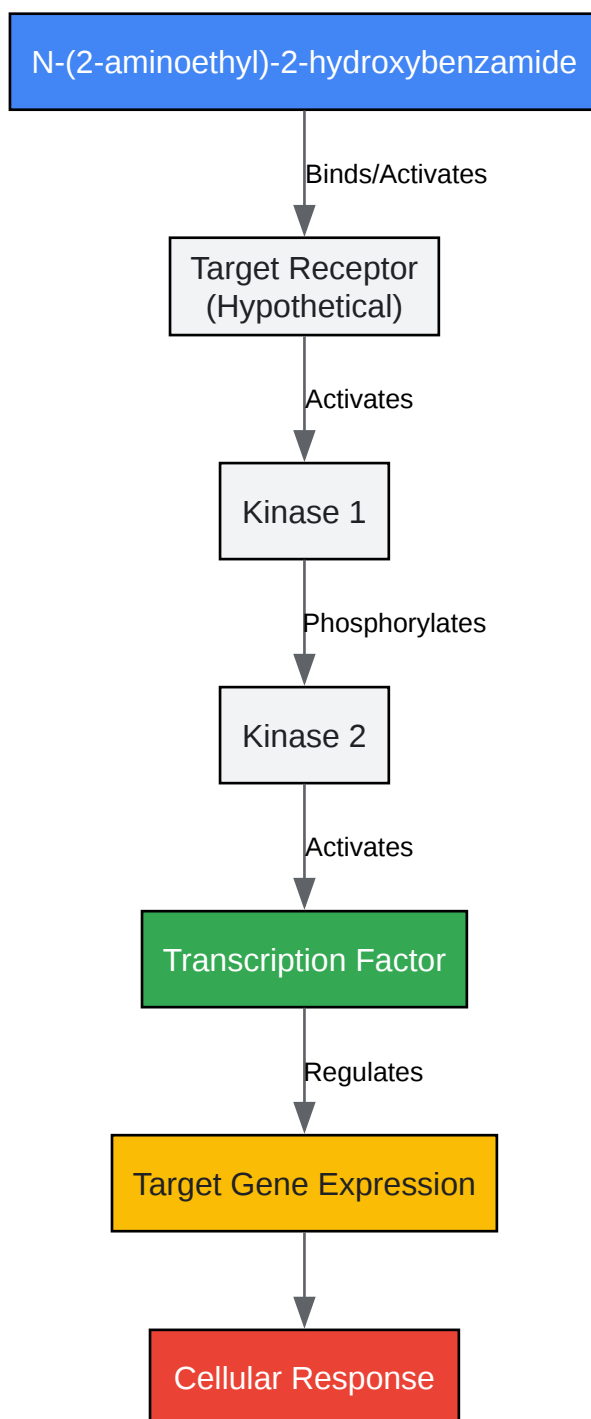 N-(2-aminoethyl)-2-hydroxybenzamide
Binds/Activates
Target Receptor
(Hypothetical)
Activates
Kinase 1
Phosphorylates
Kinase 2
Activates
Transcription Factor
Regulates
Target Gene Expression
Cellular Response